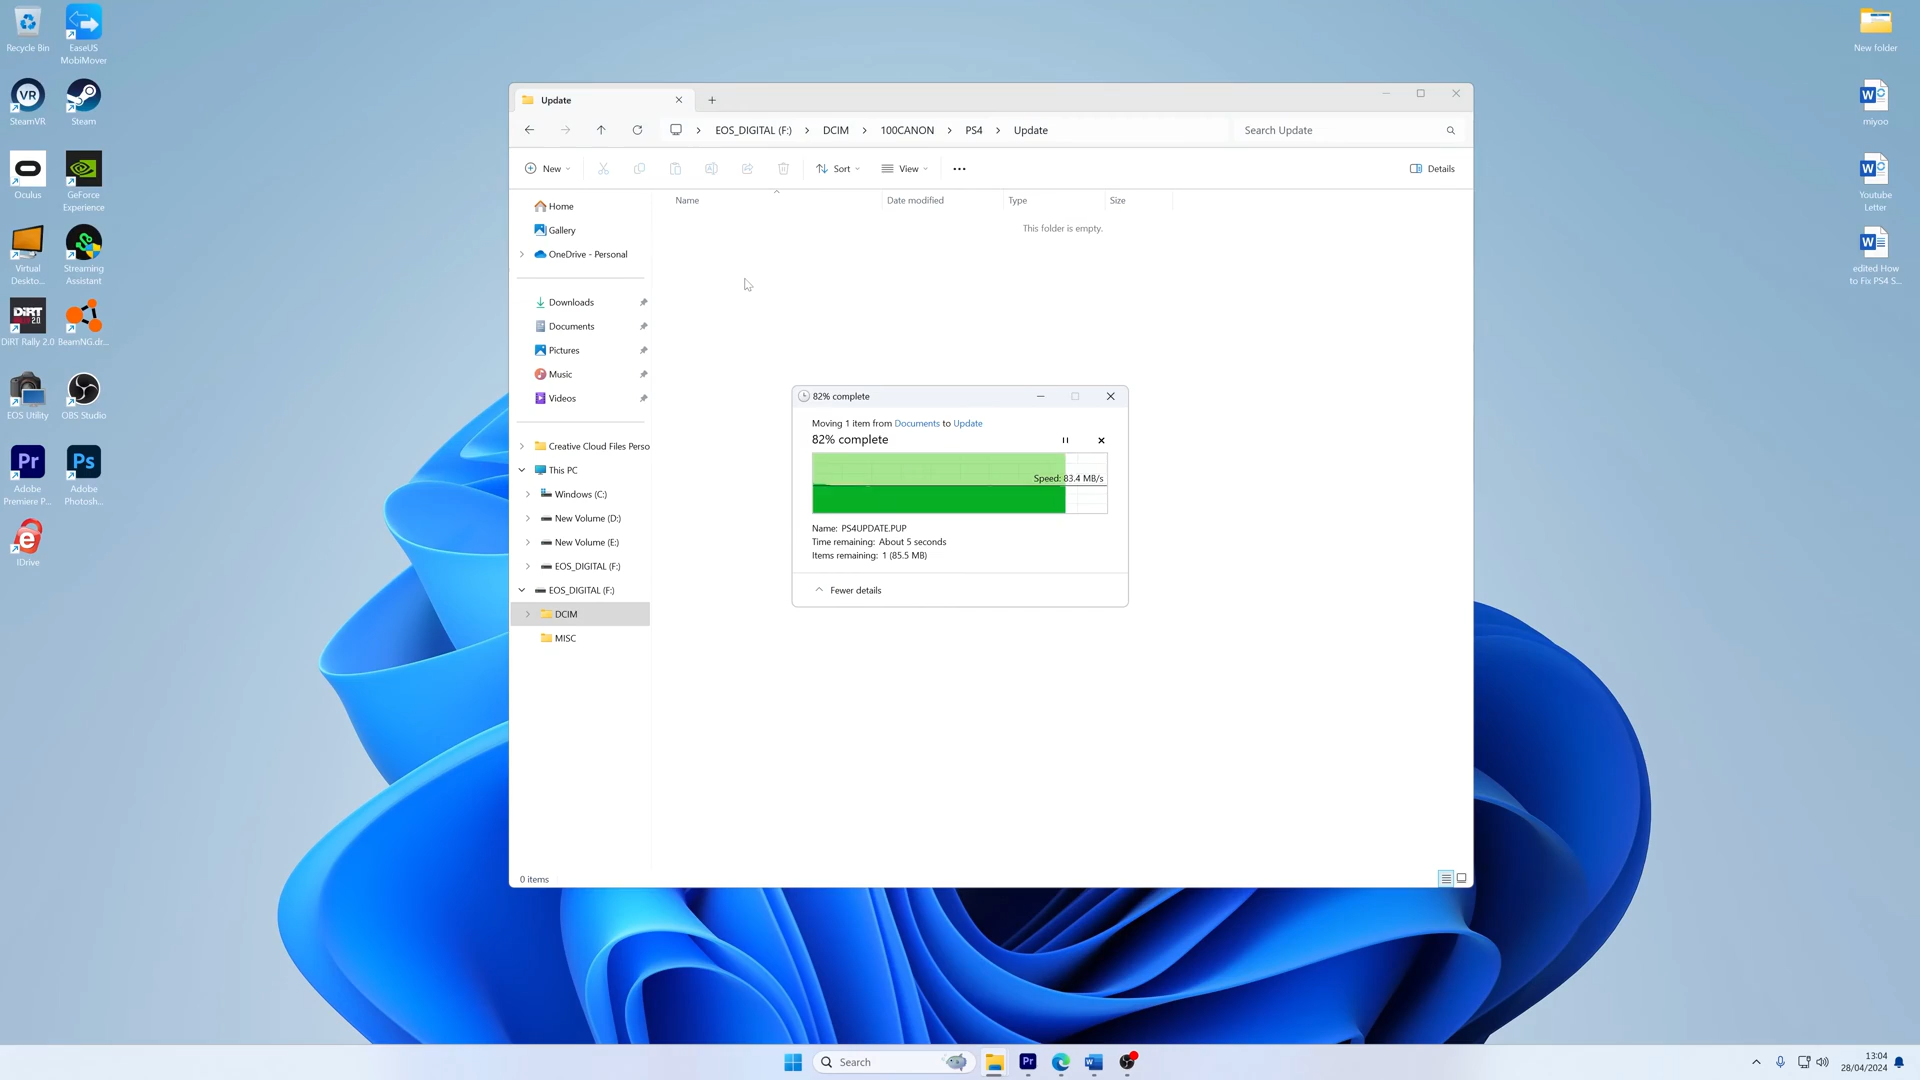 Recycle Bin
EaseUS
MobiMover
SteamVR
Steam
Oculus
GeForce
Experience
Virtual
Deskto...
Streaming
Assistant
DiRT Rally 2.0
BeamNG.dr...
EOS Utility
OBS Studio
Adobe
Premiere P...
Adobe
Photosh...
IDrive
New folder
miyoo
Youtube
Letter
edited How
to Fix PS4 S...
Update
EOS_DIGITAL (F:)
DCIM
100CANON
PS4
Update
Search Update
New
Sort
View
Details
Name
Date modified
Type
Size
This folder is empty.
Home
Gallery
OneDrive - Personal
Downloads
Documents
Pictures
Music
Videos
Creative Cloud Files Perso
This PC
Windows (C:)
New Volume (D:)
New Volume (E:)
EOS_DIGITAL (F:)
EOS_DIGITAL (F:)
DCIM
MISC
0 items
82% complete
Moving 1 item from Documents to Update
82% complete
Speed: 83.4 MB/s
Name: PS4UPDATE.PUP
Time remaining: About 5 seconds
Items remaining: 1 (85.5 MB)
Fewer details
Search
13:04
28/04/2024